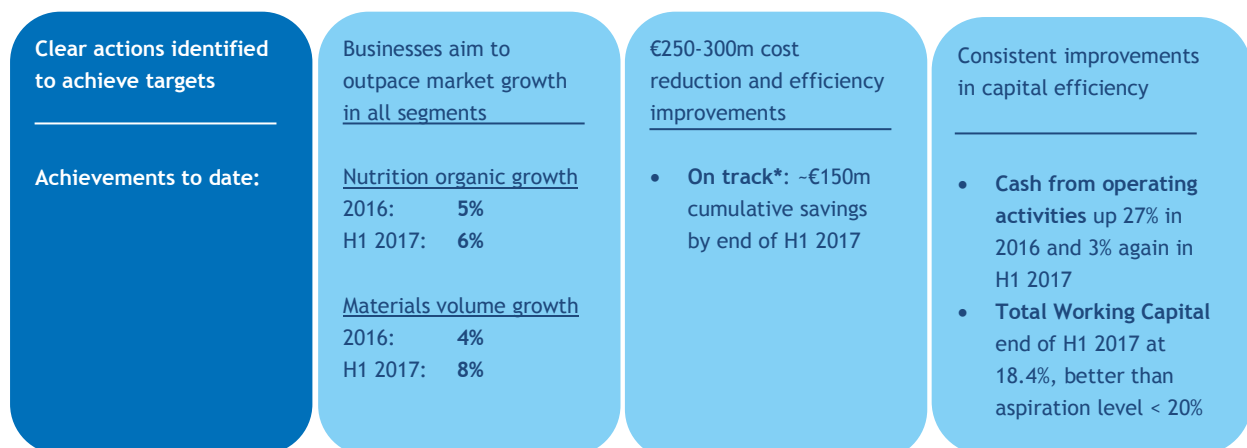 Clear actions identified
to achieve targets
Achievements to date:
Businesses aim to
outpace market growth
in all segments
Nutrition organic growth
2016: 5%
H1 2017: 6%
Materials volume growth
2016: 4%
H1 2017: 8%
€250-300m cost
reduction and efficiency
improvements
• On track*: ~€150m
cumulative savings
by end of H1 2017
Consistent improvements
in capital efficiency
• Cash from operating
activities up 27% in
2016 and 3% again in
H1 2017
• Total Working Capital
end of H1 2017 at
18.4%, better than
aspiration level < 20%